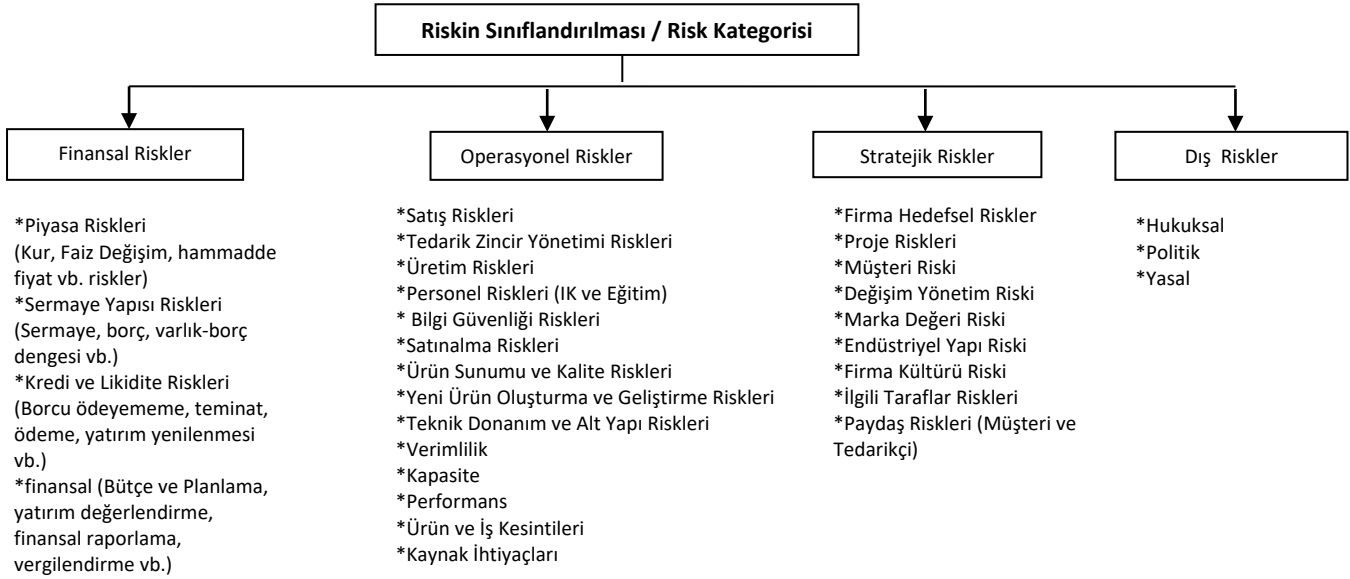 Riskin Sınıflandırılması / Risk Kategorisi
Finansal Riskler
*Piyasa Riskleri
(Kur, Faiz Değişim, hammadde
fiyat vb. riskler)
*Sermaye Yapısı Riskleri
(Sermaye, borç, varlık-borç
dengesi vb.)
*Kredi ve Likidite Riskleri
(Borcu ödeyememe, teminat,
ödeme, yatırım yenilenmesi
vb.)
*finansal (Bütçe ve Planlama,
yatırım değerlendirme,
finansal raporlama,
vergilendirme vb.)
Operasyonel Riskler
*Satış Riskleri
*Tedarik Zincir Yönetimi Riskleri
*Üretim Riskleri
*Personel Riskleri (IK ve Eğitim)
* Bilgi Güvenliği Riskleri
*Satınalma Riskleri
*Ürün Sunumu ve Kalite Riskleri
*Yeni Ürün Oluşturma ve Geliştirme Riskleri
*Teknik Donanım ve Alt Yapı Riskleri
*Verimlilik
*Kapasite
*Performans
*Ürün ve İş Kesintileri
*Kaynak İhtiyaçları
Stratejik Riskler
*Firma Hedefsel Riskler
*Proje Riskleri
*Müşteri Riski
*Değişim Yönetim Riski
*Marka Değeri Riski
*Endüstriyel Yapı Riski
*Firma Kültürü Riski
*İlgili Taraflar Riskleri
*Paydaş Riskleri (Müşteri ve
Tedarikçi)
Dış Riskler
*Hukuksal
*Politik
*Yasal